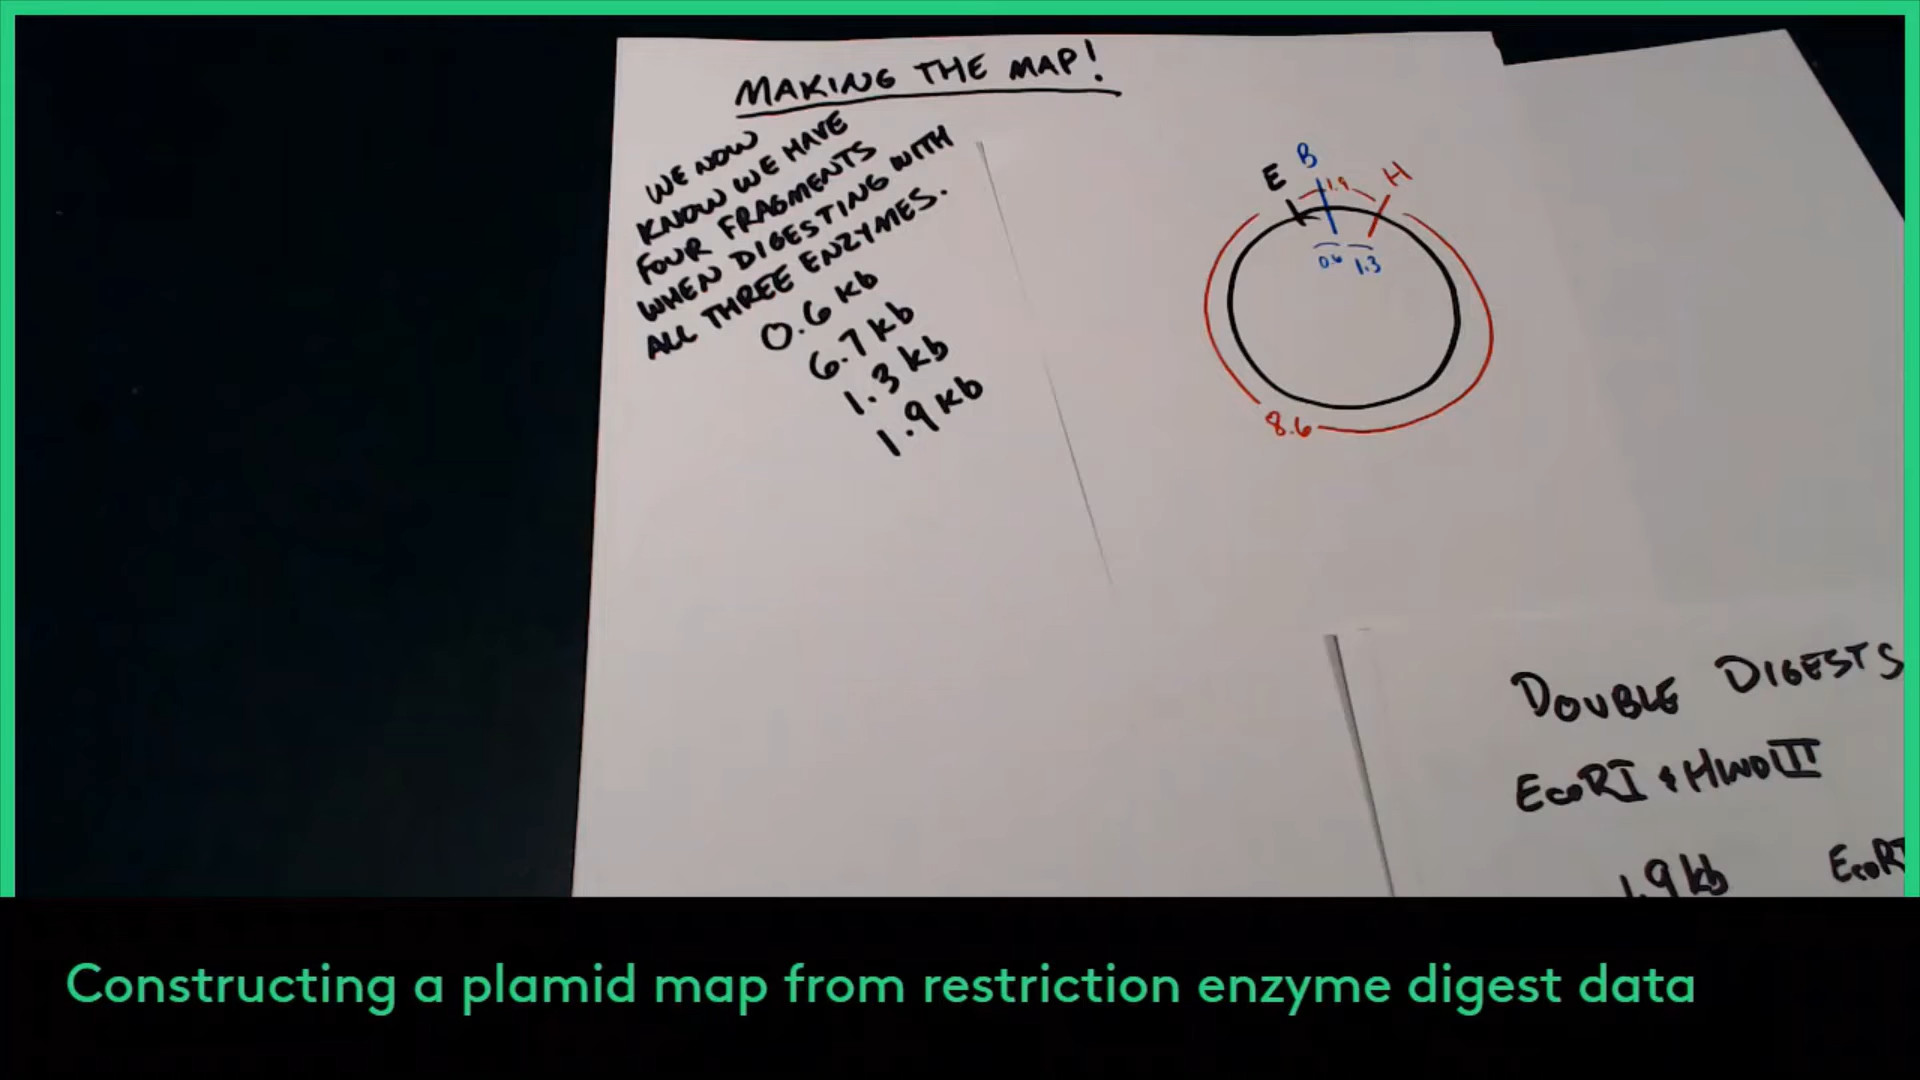 MAKING THE MAP!
WE NOW
KNOW WE HAVE
FOUR FRAGMENTS
WHEN DIGESTING WITH
ALL THREE ENZYMES.
0.6 kb
6.7 kb
1.3 kb
1.9 kb
E B H
1.9
0.6 1.3
8.6
DOUBLE DIGESTS
ECORI & HINDIII
1.9 kb ECORI
Constructing a plamid map from restriction enzyme digest data